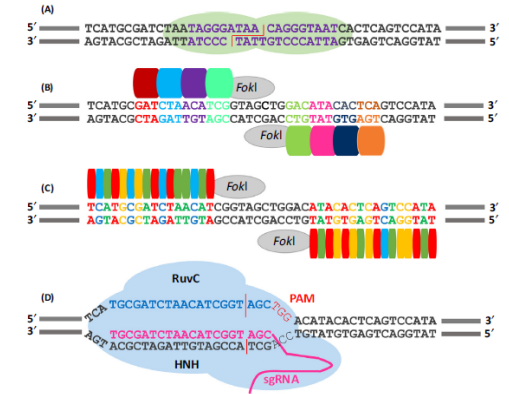 (A)
5′ TCATGCGATCTAATAGGGATAA CAGGGTAATCACTCAGTCCATA 3′
3′ AGTACGCTAGATTATCCC TATTGTCCCATTAGTGAGTCAGGTAT 5′
(B)
FokI
5′ TCATGCGATCTAACATCGGTAGCTGGACATACACTCAGTCCATA 3′
3′ AGTACGCTAGATTGTAGCCATCGACCTGTATGTGAGTCAGGTAT 5′
FokI
(C)
FokI
5′ TCATGCGATCTAACATCGGTAGCTGGACATACACTCAGTCCATA 3′
3′ AGTACGCTAGATTGTAGCCATCGACCTGTATGTGAGTCAGGTAT 5′
FokI
(D)
RuvC
PAM
5′ TCA TGCGATCTAACATCGGT AGC TGG ACATACACTCAGTCCATA 3′
TGCGATCTAACATCGGT AGC
3′ AGT ACGCTAGATTGTAGCCA TCG ACC TGTATGTGAGTCAGGTAT 5′
HNH
sgRNA